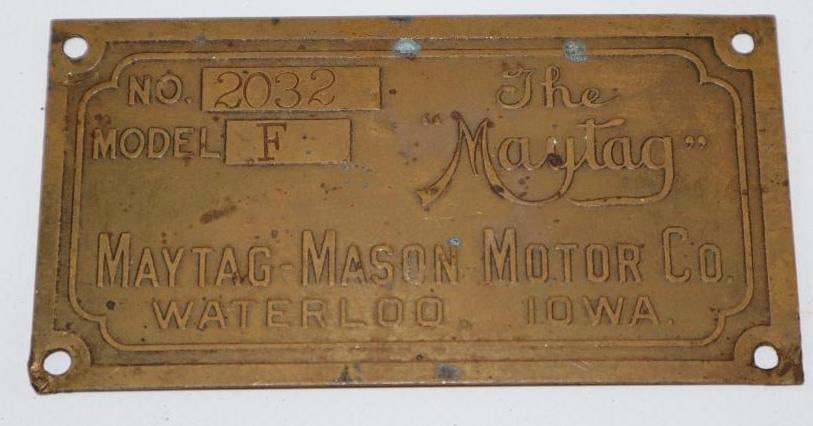 NO. 2032
MODEL F
The
"Maytag"
MAYTAG-MASON MOTOR CO.
WATERLOO IOWA.